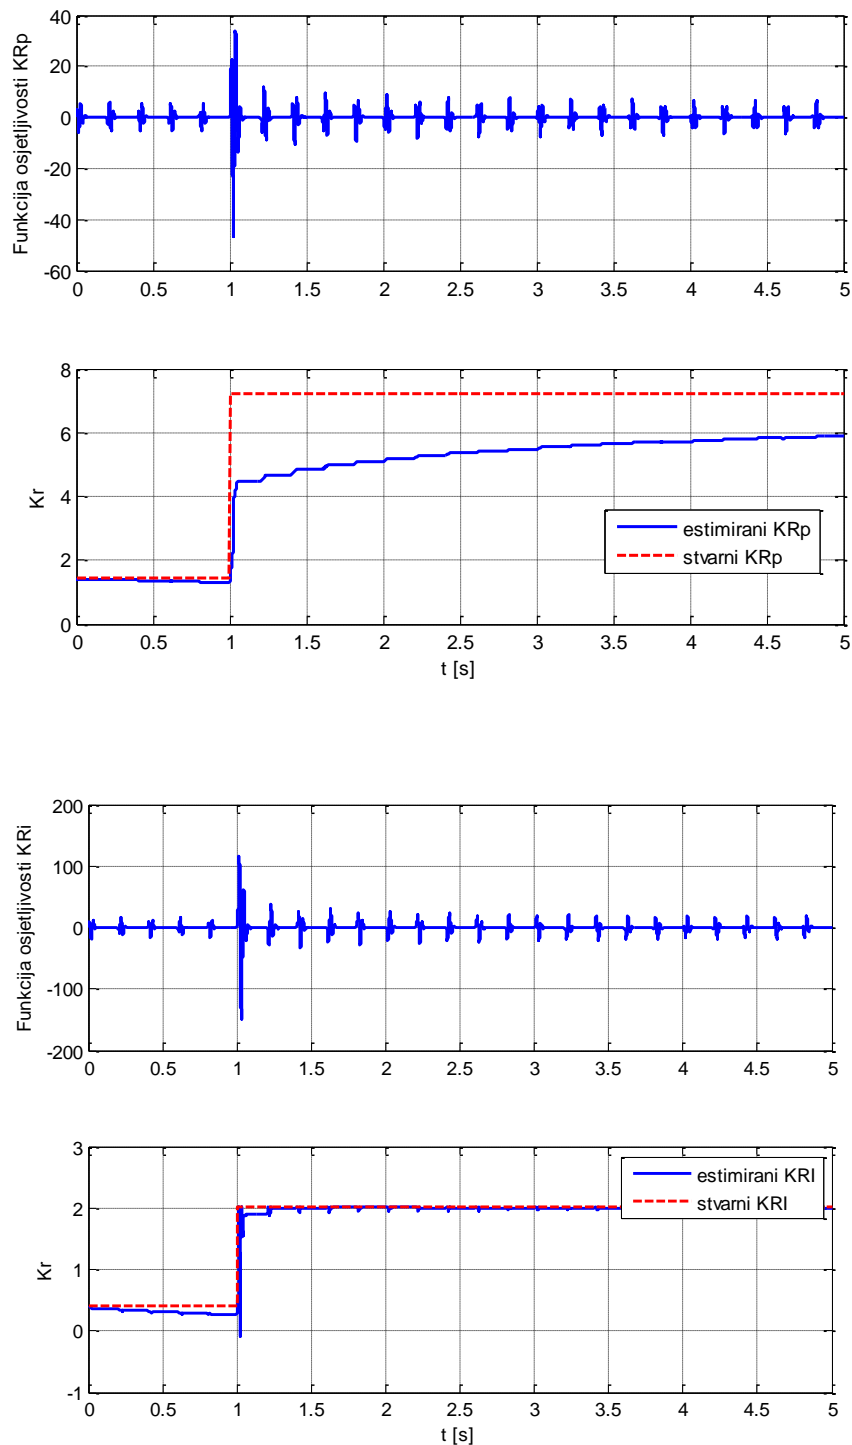 Funkcija osjetljivosti KRp
40
20
0
-20
-40
-60
0 0.5 1 1.5 2 2.5 3 3.5 4 4.5 5
Kr
8
6
4
2
0
estimirani KRp
stvarni KRp
0 0.5 1 1.5 2 2.5 3 3.5 4 4.5 5
t [s]
Funkcija osjetljivosti KRi
200
100
0
-100
-200
0 0.5 1 1.5 2 2.5 3 3.5 4 4.5 5
Kr
3
2
1
0
-1
estimirani KRI
stvarni KRI
0 0.5 1 1.5 2 2.5 3 3.5 4 4.5 5
t [s]